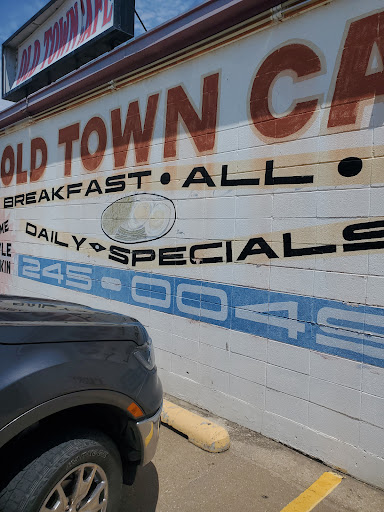 OLD TOWN CAFE
OLD TOWN CA
BREAKFAST • ALL •
DAILY • SPECIALS
245-0049